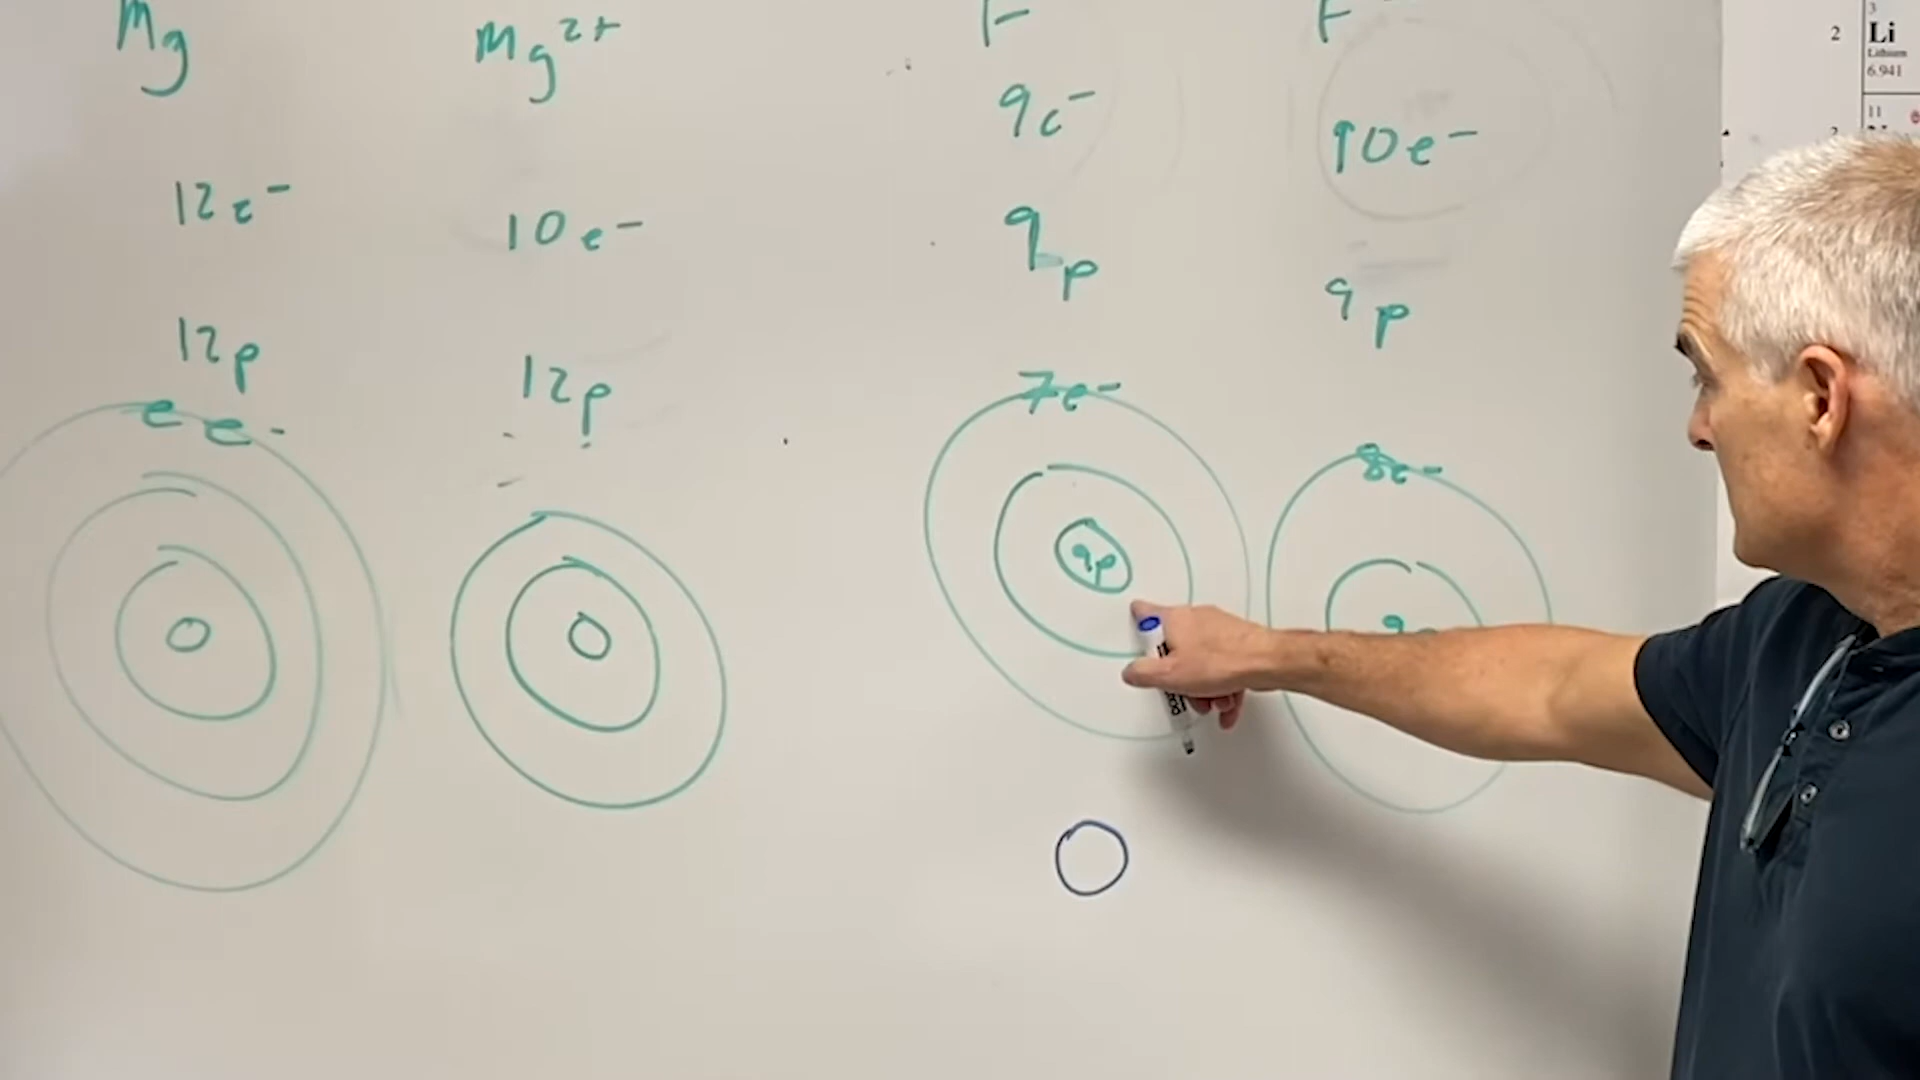 Mg
12e-
12p
e e-
Mg2+
10e-
12p
F
9e-
9p
7e-
9p
F
10e-
9p
8e-
2
3
Li
Lithium
6.941
11